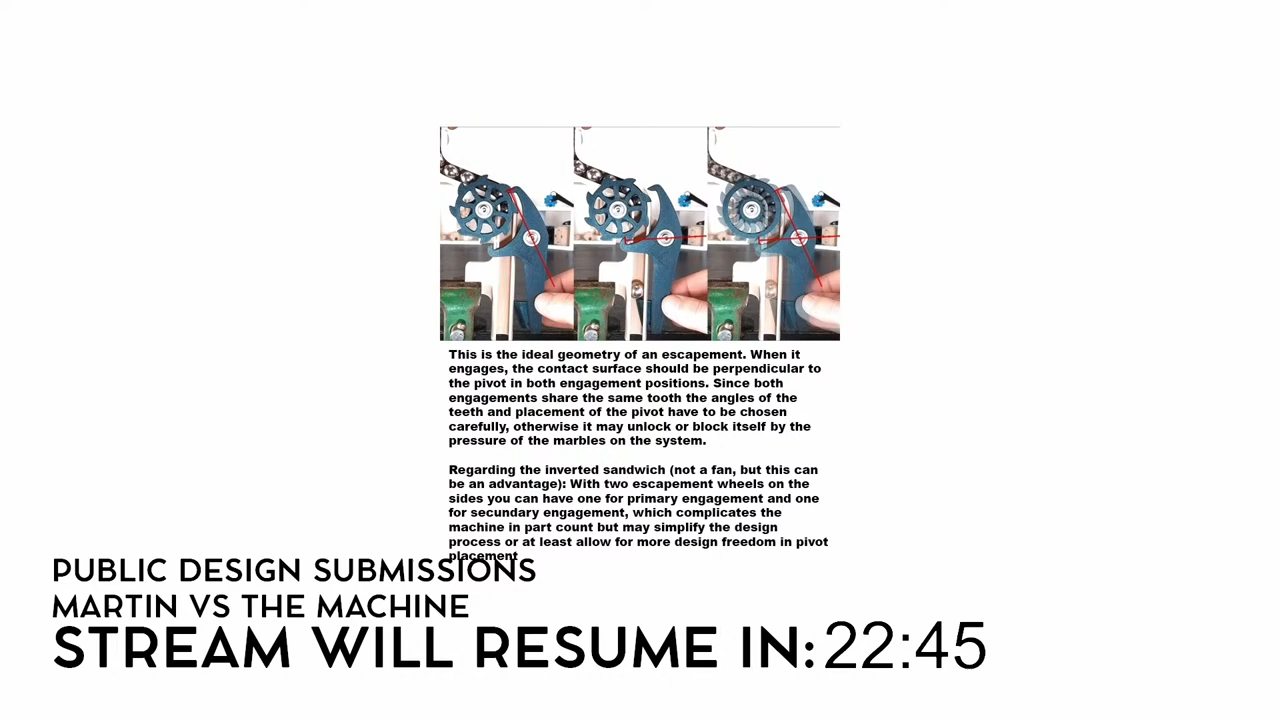 This is the ideal geometry of an escapement. When it
engages, the contact surface should be perpendicular to
the pivot in both engagement positions. Since both
engagements share the same tooth the angles of the
teeth and placement of the pivot have to be chosen
carefully, otherwise it may unlock or block itself by the
pressure of the marbles on the system.
Regarding the inverted sandwich (not a fan, but this can
be an advantage): With two escapement wheels on the
sides you can have one for primary engagement and one
for secundary engagement, which complicates the
machine in part count but may simplify the design
process or at least allow for more design freedom in pivot
placement
PUBLIC DESIGN SUBMISSIONS
MARTIN VS THE MACHINE
STREAM WILL RESUME IN: 22:45